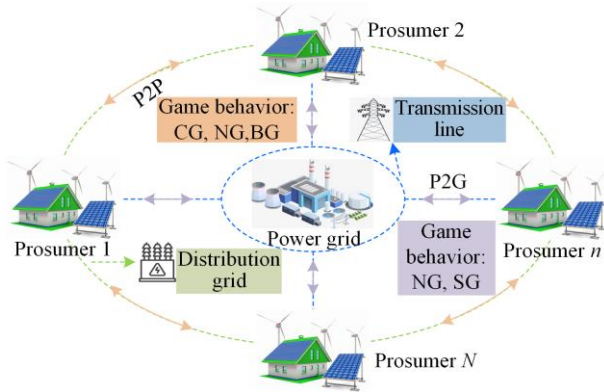 Prosumer 2
P2P
Game behavior:
CG, NG,BG
Transmission
line
P2G
Power grid
Prosumer 1
Prosumer n
Distribution
grid
Game
behavior:
NG, SG
Prosumer N